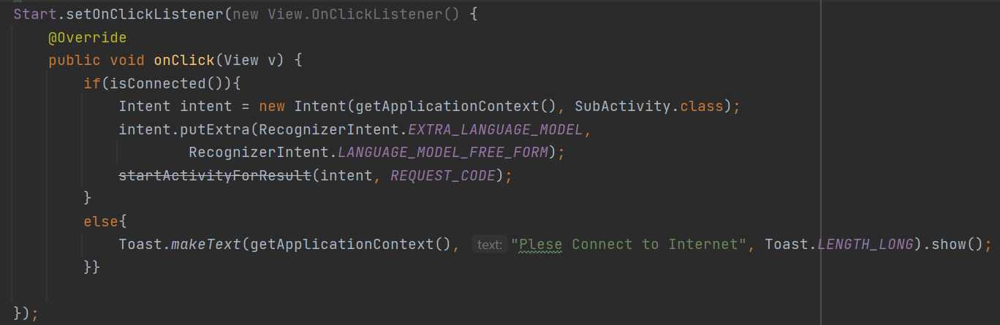 Start.setOnClickListener(new View.OnClickListener() {
@Override
public void onClick(View v) {
if(isConnected()){
Intent intent = new Intent(getApplicationContext(), SubActivity.class);
intent.putExtra(RecognizerIntent.EXTRA_LANGUAGE_MODEL,
RecognizerIntent.LANGUAGE_MODEL_FREE_FORM);
startActivityForResult(intent, REQUEST_CODE);
}
else{
Toast.makeText(getApplicationContext(), text: "Plese Connect to Internet", Toast.LENGTH_LONG).show();
}}
});